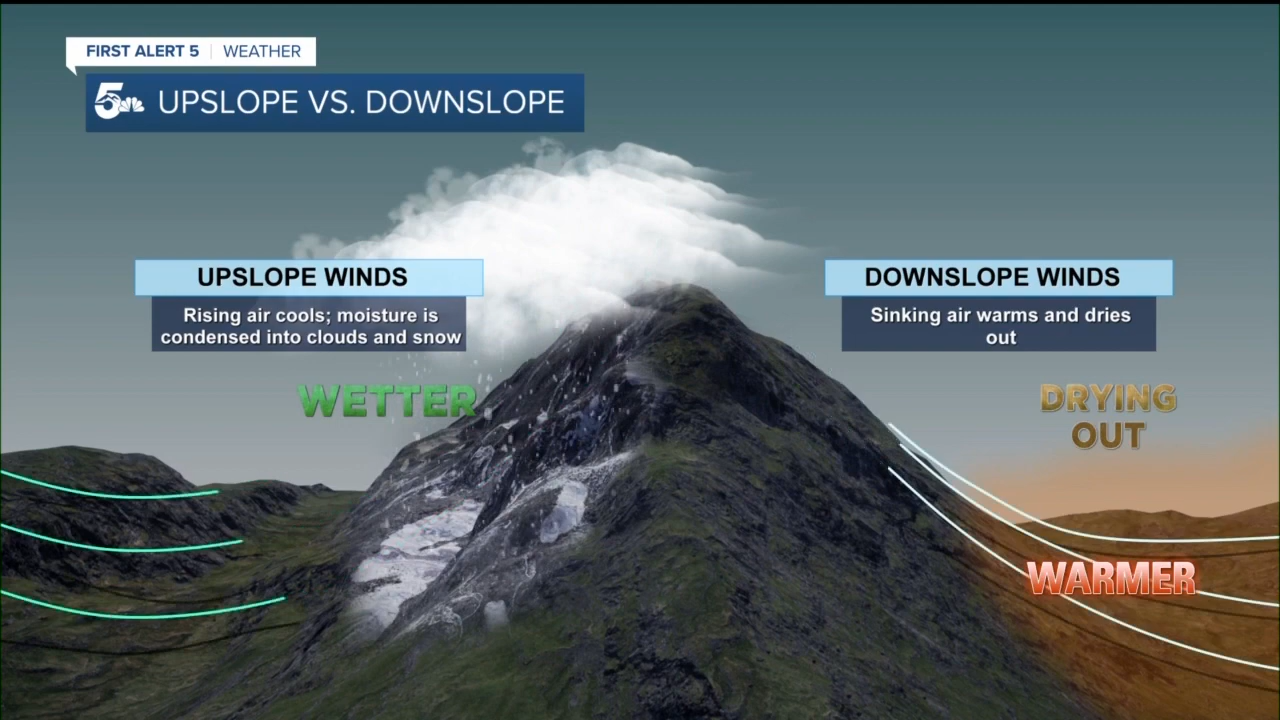 FIRST ALERT 5 | WEATHER
5 UPSLOPE VS. DOWNSLOPE
UPSLOPE WINDS
Rising air cools; moisture is
condensed into clouds and snow
WETTER
DOWNSLOPE WINDS
Sinking air warms and dries
out
DRYING
OUT
WARMER